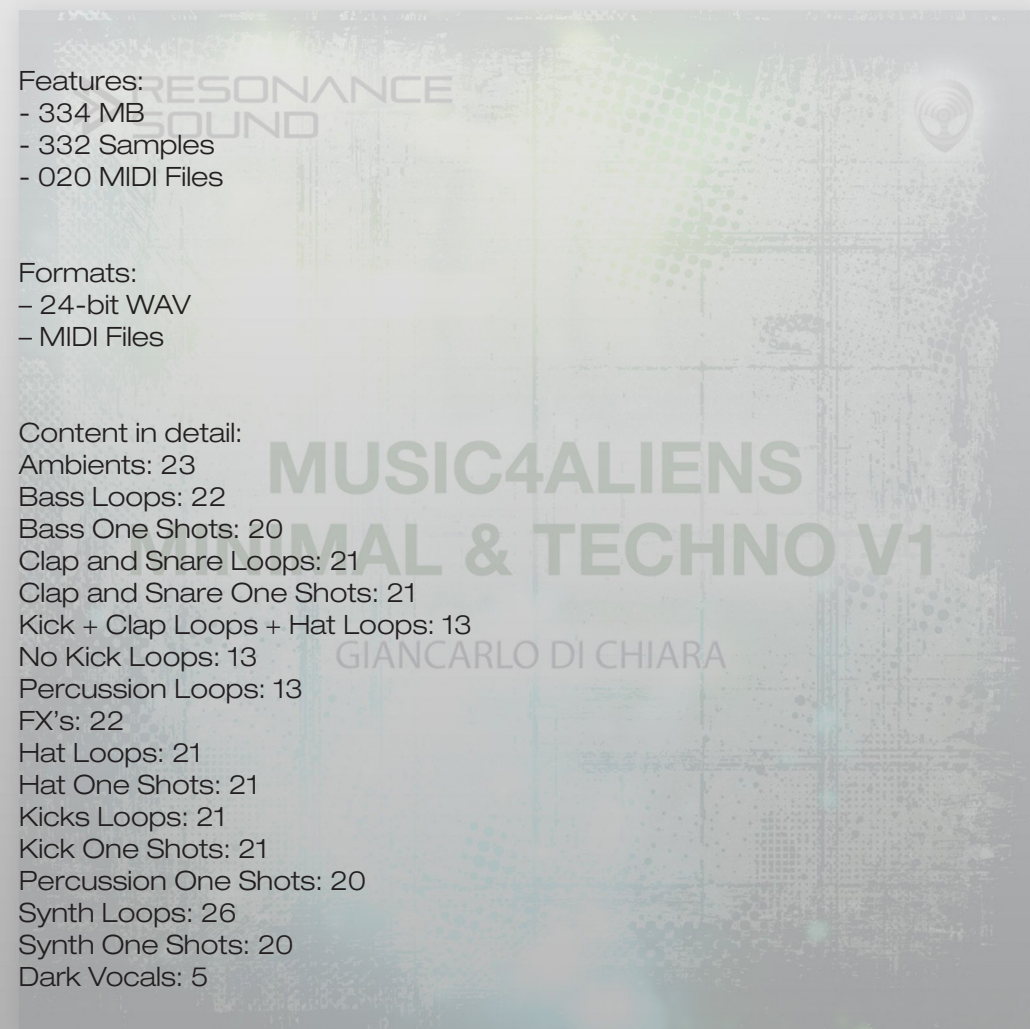 RESONANCE
SOUND
Features:
- 334 MB
- 332 Samples
- 020 MIDI Files
Formats:
– 24-bit WAV
– MIDI Files
Content in detail:
Ambients: 23
Bass Loops: 22
Bass One Shots: 20
Clap and Snare Loops: 21
Clap and Snare One Shots: 21
Kick + Clap Loops + Hat Loops: 13
No Kick Loops: 13
Percussion Loops: 13
FX's: 22
Hat Loops: 21
Hat One Shots: 21
Kicks Loops: 21
Kick One Shots: 21
Percussion One Shots: 20
Synth Loops: 26
Synth One Shots: 20
Dark Vocals: 5
MUSIC4ALIENS
MINIMAL & TECHNO V1
GIANCARLO DI CHIARA